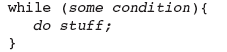 while (some condition){
   do stuff;
}